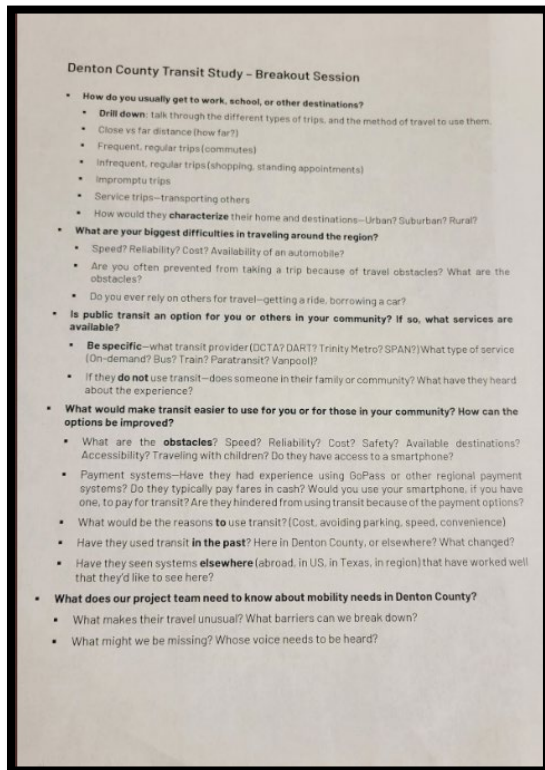 Denton County Transit Study – Breakout Session
▪ How do you usually get to work, school, or other destinations?
▪ Drill down: talk through the different types of trips, and the method of travel to use them.
▪ Close vs far distance (how far?)
▪ Frequent, regular trips (commutes)
▪ Infrequent, regular trips (shopping, standing appointments)
▪ Impromptu trips
▪ Service trips—transporting others
▪ How would they characterize their home and destinations—Urban? Suburban? Rural?
▪ What are your biggest difficulties in traveling around the region?
▪ Speed? Reliability? Cost? Availability of an automobile?
▪ Are you often prevented from taking a trip because of travel obstacles? What are the
obstacles?
▪ Do you ever rely on others for travel—getting a ride, borrowing a car?
▪ Is public transit an option for you or others in your community? If so, what services are
available?
▪ Be specific—what transit provider (DCTA? DART? Trinity Metro? SPAN?) What type of service
(On-demand? Bus? Train? Paratransit? Vanpool)?
▪ If they do not use transit—does someone in their family or community? What have they heard
about the experience?
▪ What would make transit easier to use for you or for those in your community? How can the
options be improved?
▪ What are the obstacles? Speed? Reliability? Cost? Safety? Available destinations?
Accessibility? Traveling with children? Do they have access to a smartphone?
▪ Payment systems—Have they had experience using GoPass or other regional payment
systems? Do they typically pay fares in cash? Would you use your smartphone, if you have
one, to pay for transit? Are they hindered from using transit because of the payment options?
▪ What would be the reasons to use transit? (Cost, avoiding parking, speed, convenience)
▪ Have they used transit in the past? Here in Denton County, or elsewhere? What changed?
▪ Have they seen systems elsewhere (abroad, in US, in Texas, in region) that have worked well
that they'd like to see here?
▪ What does our project team need to know about mobility needs in Denton County?
▪ What makes their travel unusual? What barriers can we break down?
▪ What might we be missing? Whose voice needs to be heard?